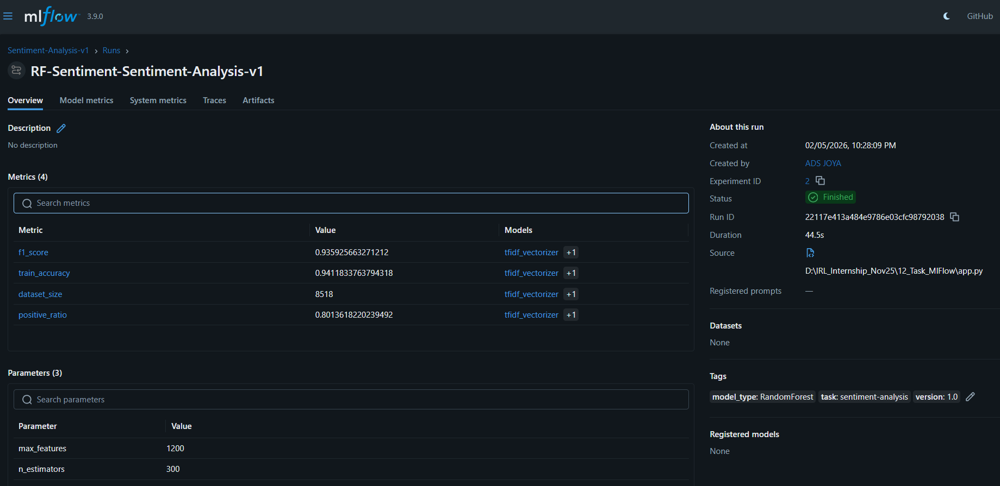 mlflow 3.9.0 GitHub
Sentiment-Analysis-v1 › Runs ›
RF-Sentiment-Sentiment-Analysis-v1
Overview Model metrics System metrics Traces Artifacts
Description
No description
Metrics (4)
Search metrics
Metric Value Models
f1_score 0.935925663271212 tfidf_vectorizer +1
train_accuracy 0.9411833763794318 tfidf_vectorizer +1
dataset_size 8518 tfidf_vectorizer +1
positive_ratio 0.8013618220239492 tfidf_vectorizer +1
Parameters (3)
Search parameters
Parameter Value
max_features 1200
n_estimators 300
About this run
Created at 02/05/2026, 10:28:09 PM
Created by ADS JOYA
Experiment ID 2
Status Finished
Run ID 22117e413a484e9786e03cfc98792038
Duration 44.5s
Source
D:\IRL_Internship_Nov25\12_Task_MlFlow\app.py
Registered prompts —
Datasets
None
Tags
model_type: RandomForest task: sentiment-analysis version: 1.0
Registered models
None